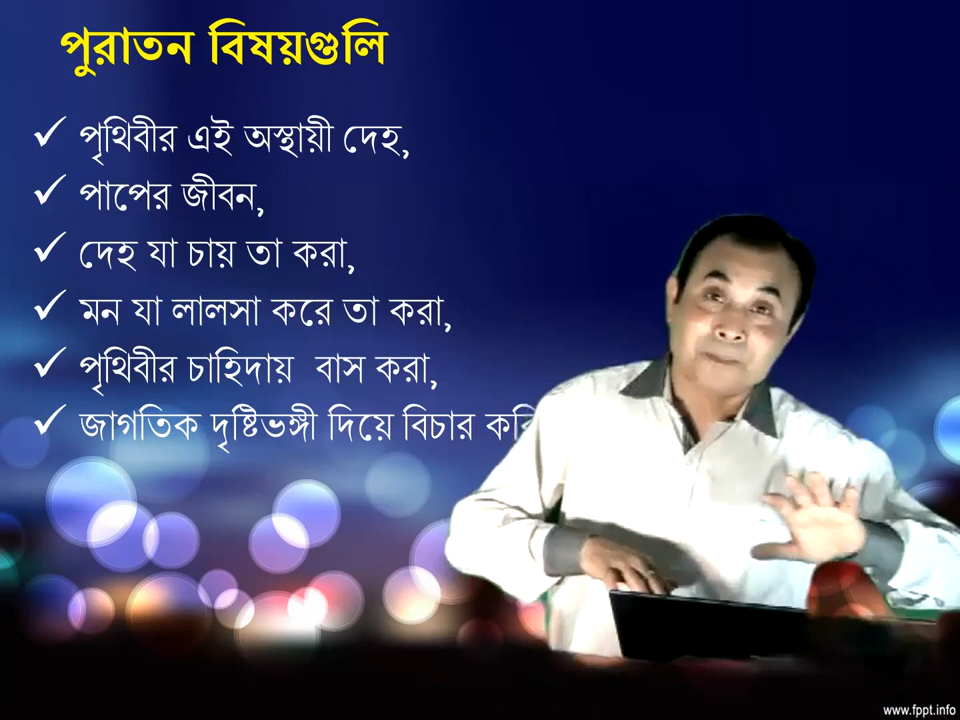 পুরাতন বিষয়গুলি
✓ পৃথিবীর এই অস্থায়ী দেহ,
✓ পাপের জীবন,
✓ দেহ যা চায় তা করা,
✓ মন যা লালসা করে তা করা,
✓ পৃথিবীর চাহিদায় বাস করা,
✓ জাগতিক দৃষ্টিভঙ্গী দিয়ে বিচার
www.fppt.info